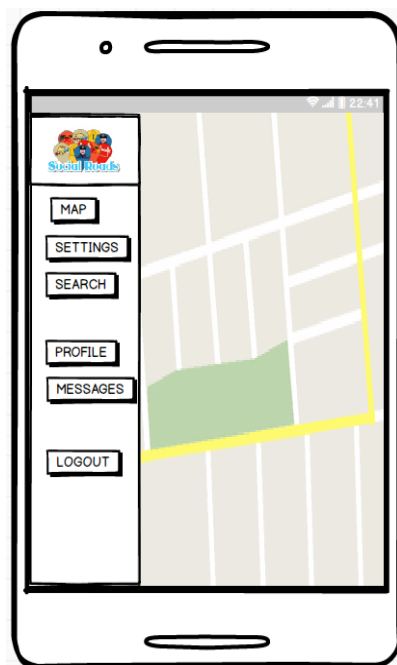 22:41
Social Roads
MAP
SETTINGS
SEARCH
PROFILE
MESSAGES
LOGOUT